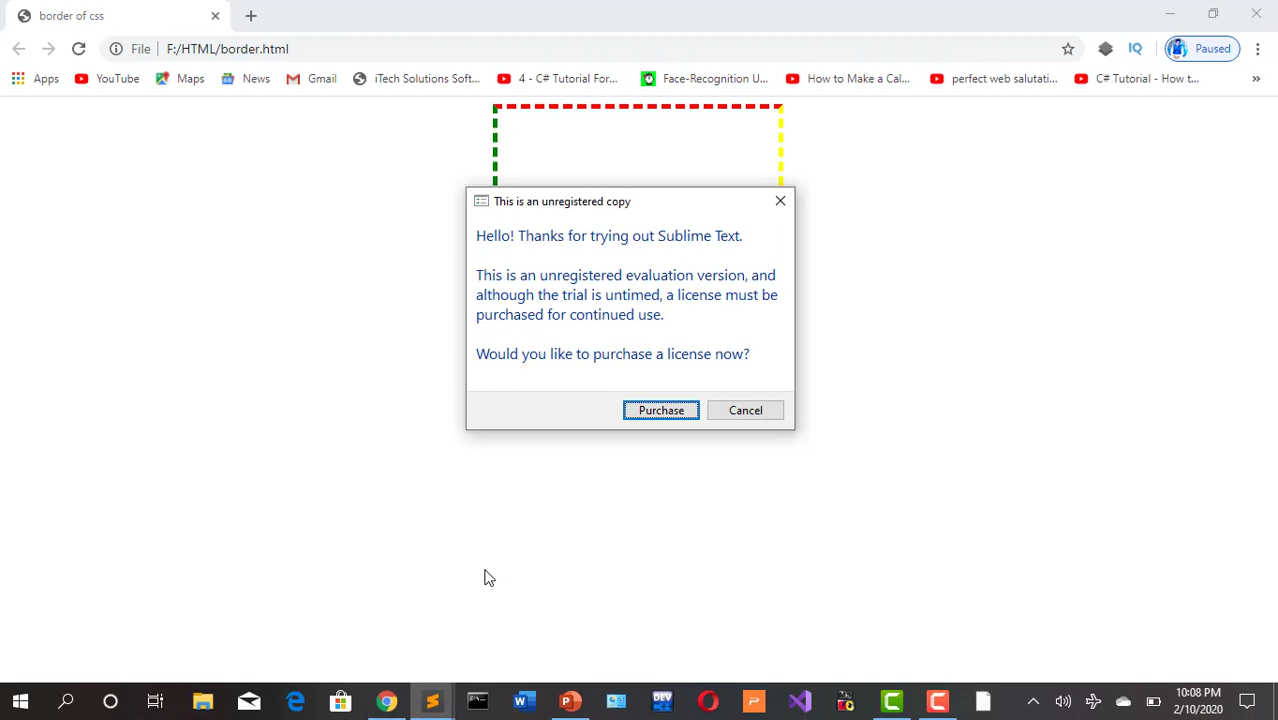 border of css
File
F:/HTML/border.html
IQ
Paused
Apps
YouTube
Maps
News
Gmail
iTech Solutions Soft...
4 - C# Tutorial For...
Face-Recognition U...
How to Make a Cal...
perfect web salutati...
C# Tutorial - How t...
»
This is an unregistered copy
Hello! Thanks for trying out Sublime Text.
This is an unregistered evaluation version, and
although the trial is untimed, a license must be
purchased for continued use.
Would you like to purchase a license now?
Purchase
Cancel
DEV
10:08 PM
2/10/2020